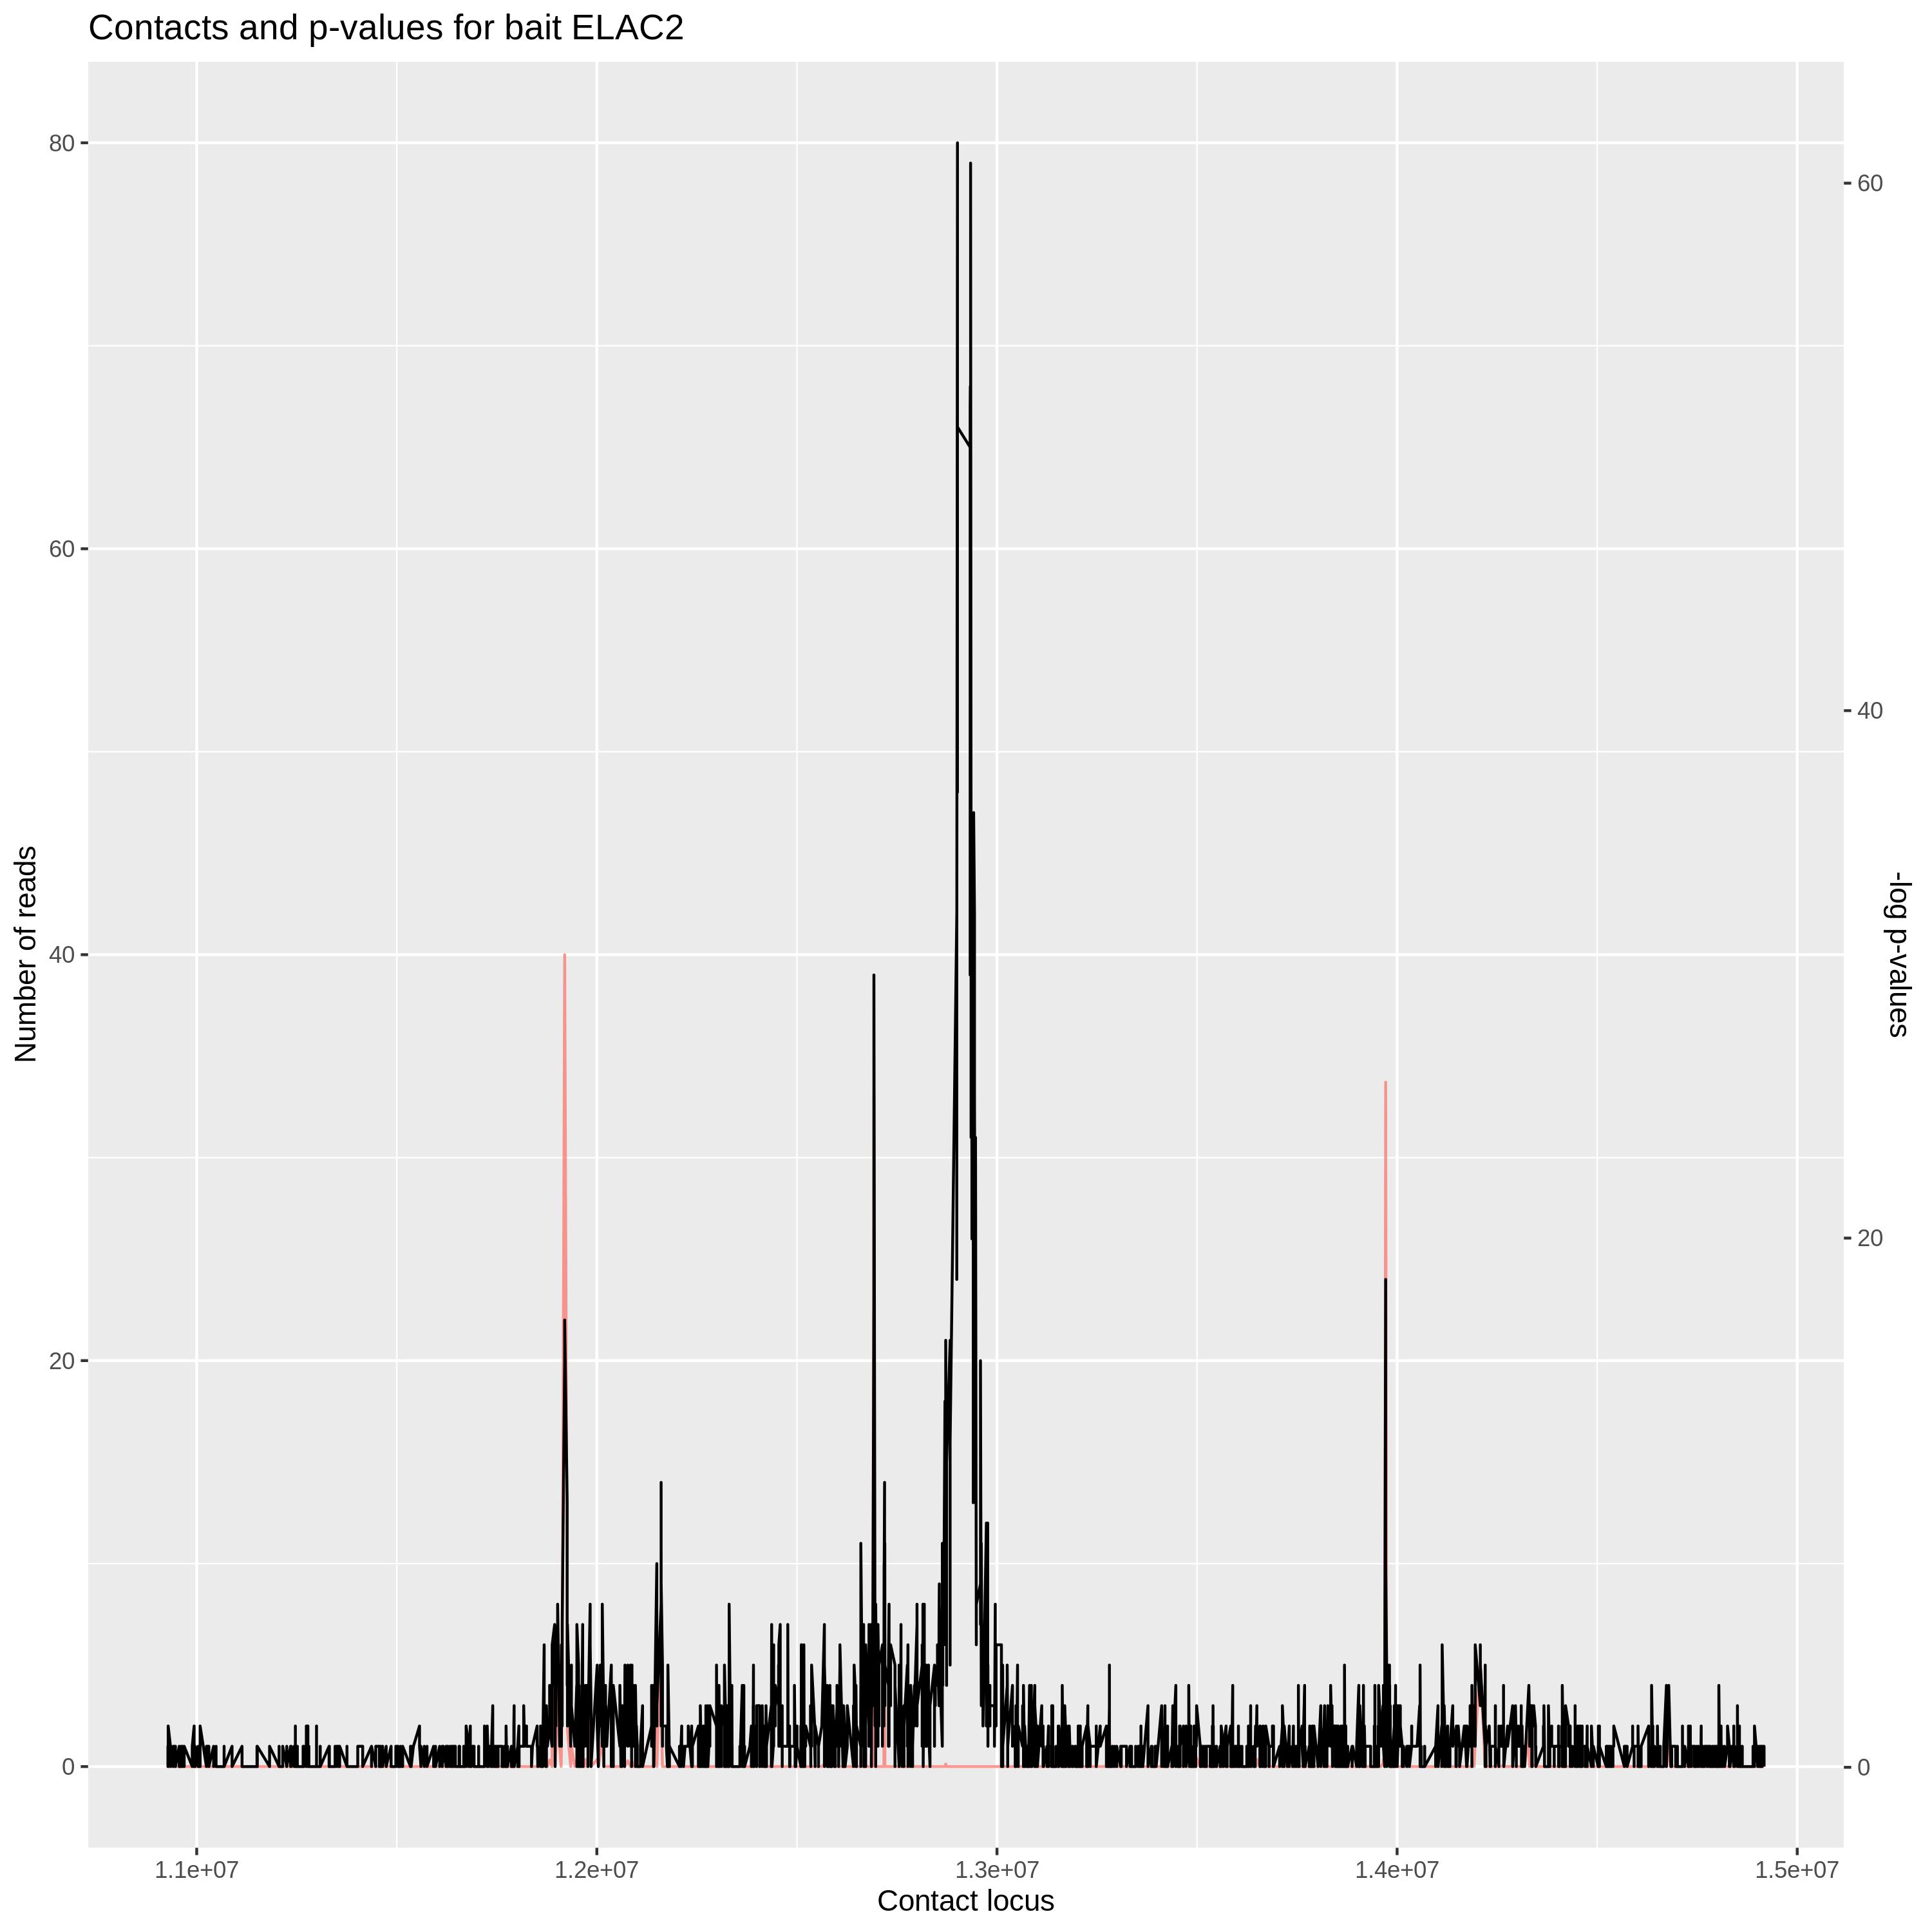 Contacts and p-values for bait ELAC2
80
60
40
20
0
Number of reads
60
40
20
0
-log p-values
1.1e+07 1.2e+07 1.3e+07 1.4e+07 1.5e+07
Contact locus